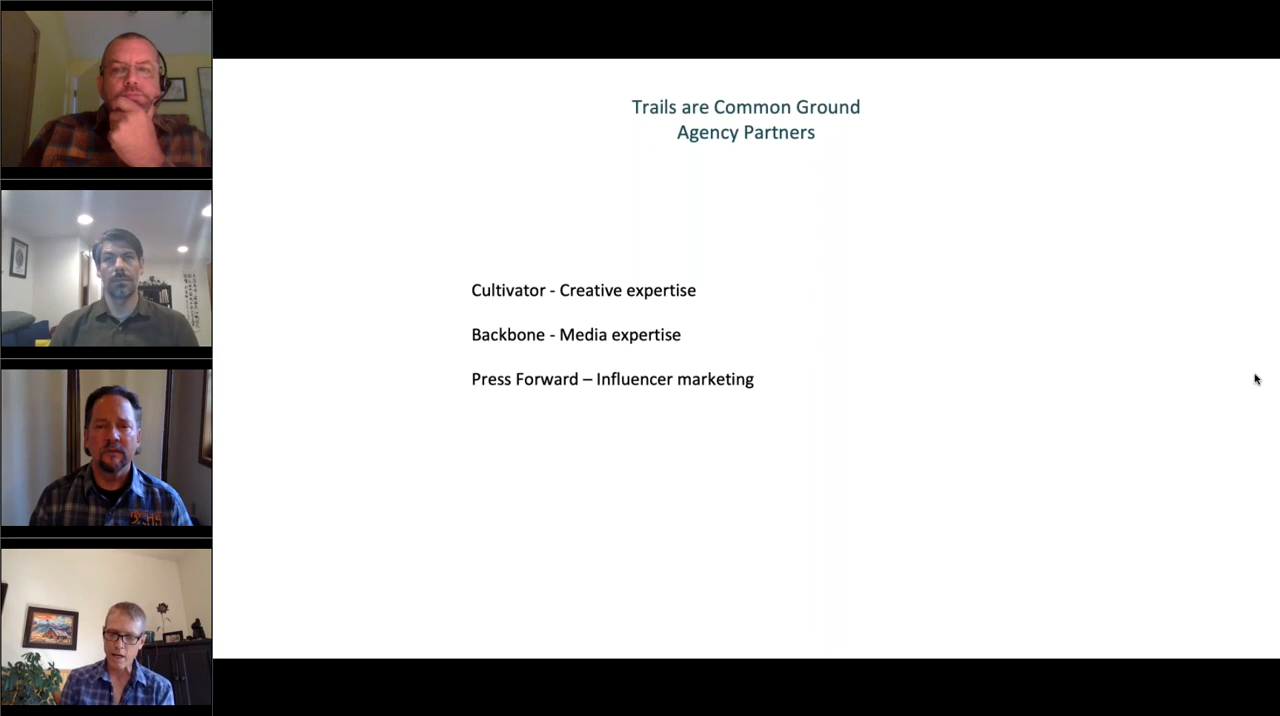 Trails are Common Ground
Agency Partners
Cultivator - Creative expertise
Backbone - Media expertise
Press Forward – Influencer marketing